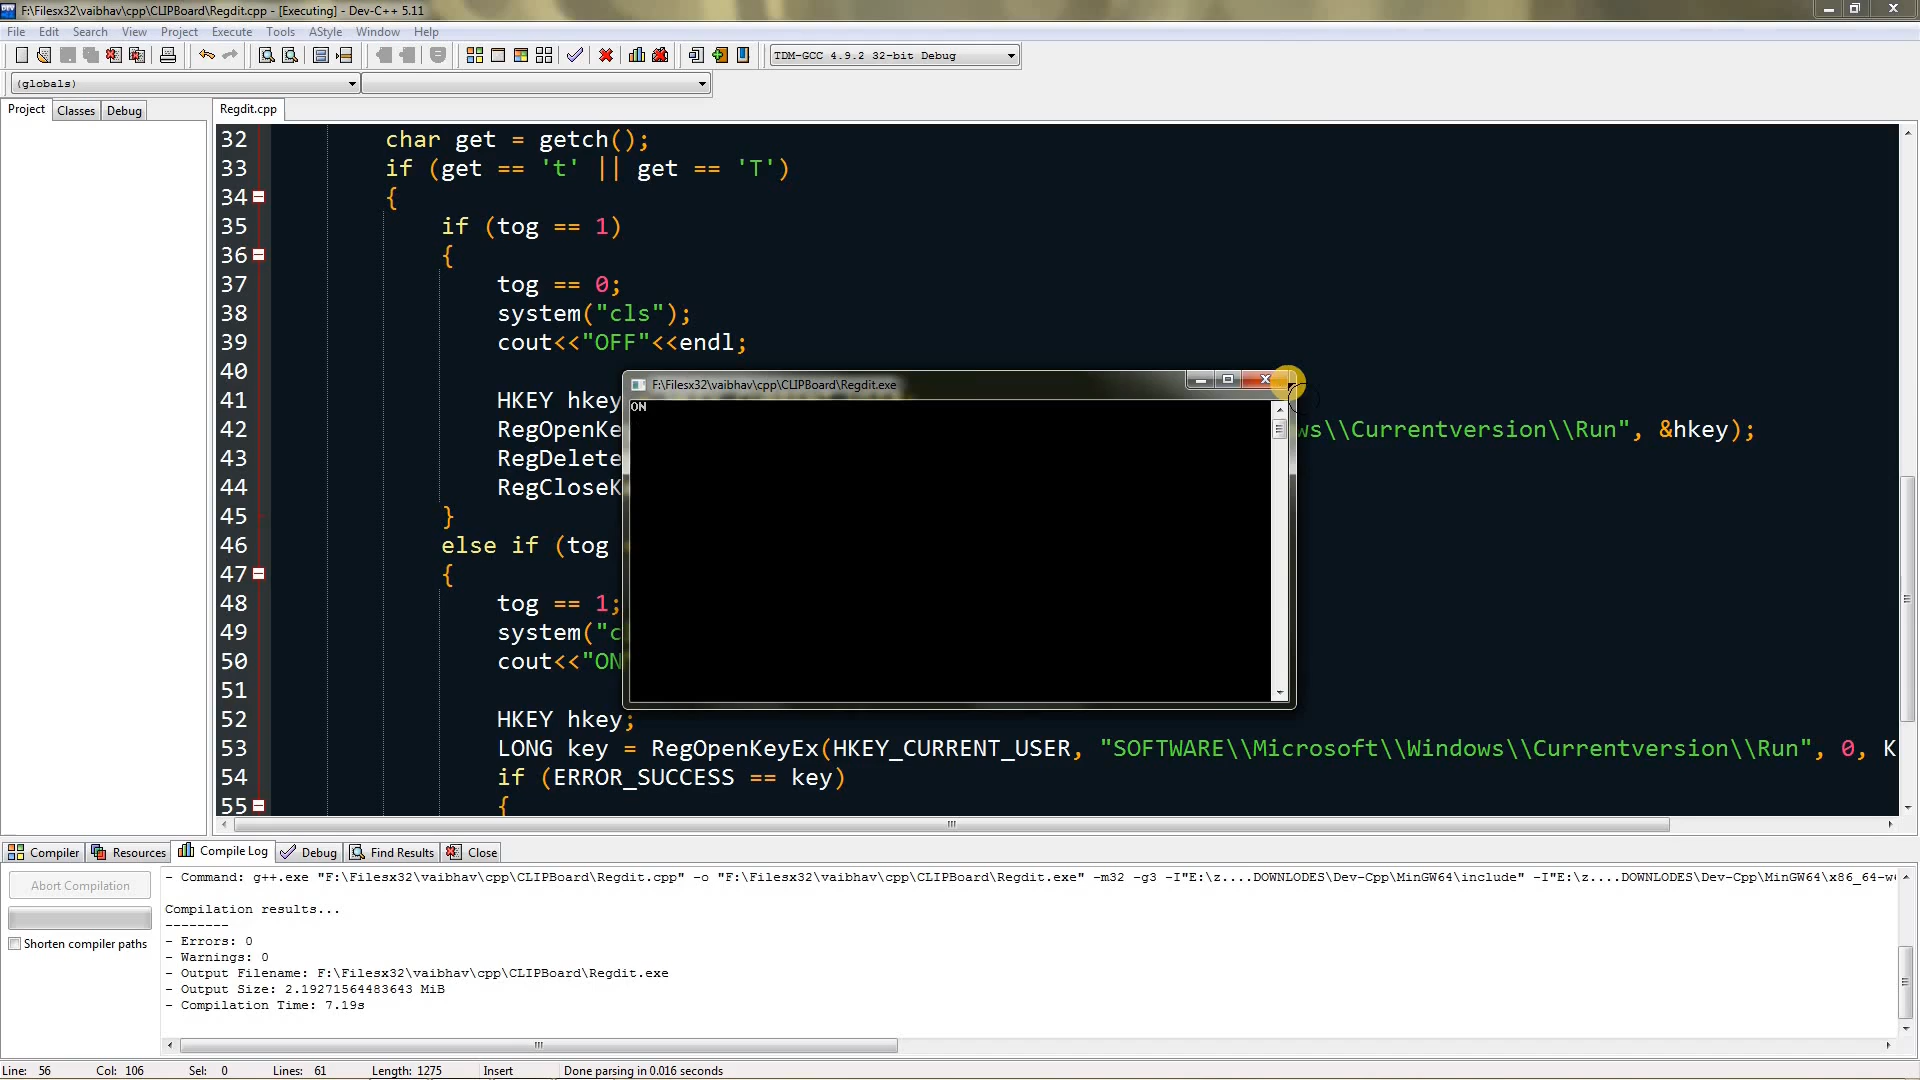 F:\Filesx32\vaibhav\cpp\CLIPBoard\Regdit.cpp - [Executing] - Dev-C++ 5.11
File Edit Search View Project Execute Tools AStyle Window Help
TDM-GCC 4.9.2 32-bit Debug
(globals)
Project Classes Debug
Regdit.cpp
32 char get = getch();
33 if (get == 't' || get == 'T')
34 {
35 if (tog == 1)
36 {
37 tog == 0;
38 system("cls");
39 cout<<"OFF"<<endl;
40
41 HKEY hkey
42 RegOpenKe ws\\Currentversion\\Run", &hkey);
43 RegDelete
44 RegCloseK
45 }
46 else if (tog
47 {
48 tog == 1;
49 system("c
50 cout<<"ON
51
52 HKEY hkey;
53 LONG key = RegOpenKeyEx(HKEY_CURRENT_USER, "SOFTWARE\\Microsoft\\Windows\\Currentversion\\Run", 0, K
54 if (ERROR_SUCCESS == key)
55 {
F:\Filesx32\vaibhav\cpp\CLIPBoard\Regdit.exe
ON
Compiler Resources Compile Log Debug Find Results Close
Abort Compilation
Shorten compiler paths
- Command: g++.exe "F:\Filesx32\vaibhav\cpp\CLIPBoard\Regdit.cpp" -o "F:\Filesx32\vaibhav\cpp\CLIPBoard\Regdit.exe" -m32 -g3 -I"E:\z....DOWNLODES\Dev-Cpp\MinGW64\include" -I"E:\z....DOWNLODES\Dev-Cpp\MinGW64\x86_64-w
Compilation results...
--------
- Errors: 0
- Warnings: 0
- Output Filename: F:\Filesx32\vaibhav\cpp\CLIPBoard\Regdit.exe
- Output Size: 2.19271564483643 MiB
- Compilation Time: 7.19s
Line: 56 Col: 106 Sel: 0 Lines: 61 Length: 1275 Insert Done parsing in 0.016 seconds